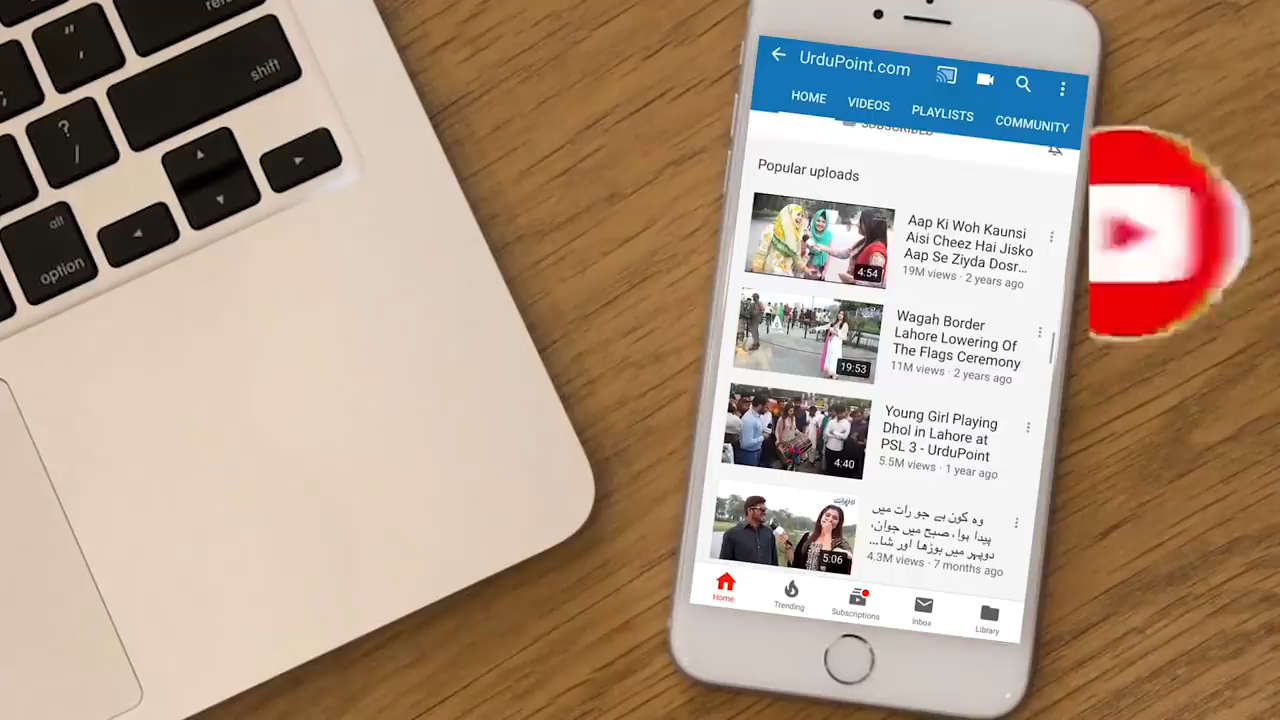 shift
alt
option
UrduPoint.com
HOME VIDEOS PLAYLISTS COMMUNITY
SUBSCRIBED
Popular uploads
4:54
Aap Ki Woh Kaunsi
Aisi Cheez Hai Jisko
Aap Se Ziyda Dosr...
19M views · 2 years ago
19:53
Wagah Border
Lahore Lowering Of
The Flags Ceremony
11M views · 2 years ago
4:40
Young Girl Playing
Dhol in Lahore at
PSL 3 - UrduPoint
5.5M views · 1 year ago
5:06
وہ کون ہے جو رات میں
پیدا ہوا، صبح میں جوان،
دوپہر میں بوڑھا اور شا...
4.3M views · 7 months ago
Home Trending Subscriptions Inbox Library